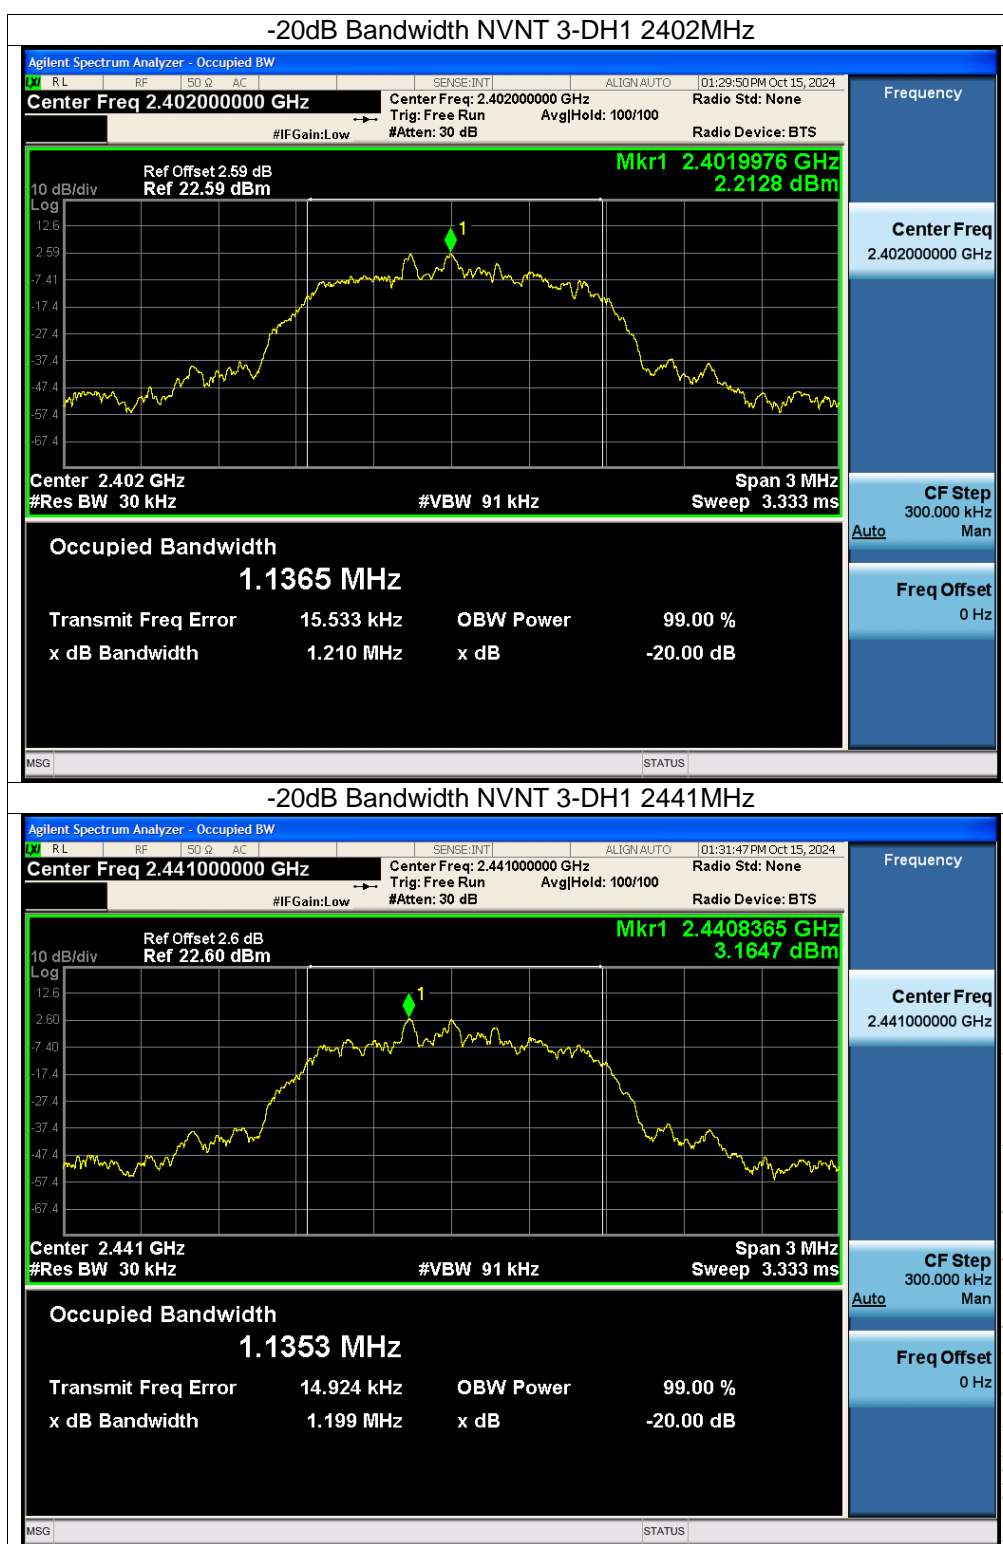 -20dB Bandwidth NVNT 3-DH1 2402MHz
Agilent Spectrum Analyzer - Occupied BW
LXI RL RF 50 Ω AC SENSE:INT ALIGN AUTO 01:29:50 PM Oct 15, 2024
Center Freq 2.402000000 GHz Center Freq: 2.402000000 GHz Radio Std: None
Trig: Free Run Avg|Hold: 100/100
#IFGain:Low #Atten: 30 dB Radio Device: BTS
Frequency
Mkr1 2.4019976 GHz
2.2128 dBm
Ref Offset 2.59 dB
10 dB/div Ref 22.59 dBm
Log
12.6
2.59
-7.41
-17.4
-27.4
-37.4
-47.4
-57.4
-67.4
1
Center 2.402 GHz Span 3 MHz
#Res BW 30 kHz #VBW 91 kHz Sweep 3.333 ms
Center Freq
2.402000000 GHz
CF Step
300.000 kHz
Auto Man
Freq Offset
0 Hz
Occupied Bandwidth
1.1365 MHz
Transmit Freq Error 15.533 kHz OBW Power 99.00 %
x dB Bandwidth 1.210 MHz x dB -20.00 dB
MSG STATUS
-20dB Bandwidth NVNT 3-DH1 2441MHz
Agilent Spectrum Analyzer - Occupied BW
LXI RL RF 50 Ω AC SENSE:INT ALIGN AUTO 01:31:47 PM Oct 15, 2024
Center Freq 2.441000000 GHz Center Freq: 2.441000000 GHz Radio Std: None
Trig: Free Run Avg|Hold: 100/100
#IFGain:Low #Atten: 30 dB Radio Device: BTS
Frequency
Mkr1 2.4408365 GHz
3.1647 dBm
Ref Offset 2.6 dB
10 dB/div Ref 22.60 dBm
Log
12.6
2.60
-7.40
-17.4
-27.4
-37.4
-47.4
-57.4
-67.4
1
Center 2.441 GHz Span 3 MHz
#Res BW 30 kHz #VBW 91 kHz Sweep 3.333 ms
Center Freq
2.441000000 GHz
CF Step
300.000 kHz
Auto Man
Freq Offset
0 Hz
Occupied Bandwidth
1.1353 MHz
Transmit Freq Error 14.924 kHz OBW Power 99.00 %
x dB Bandwidth 1.199 MHz x dB -20.00 dB
MSG STATUS